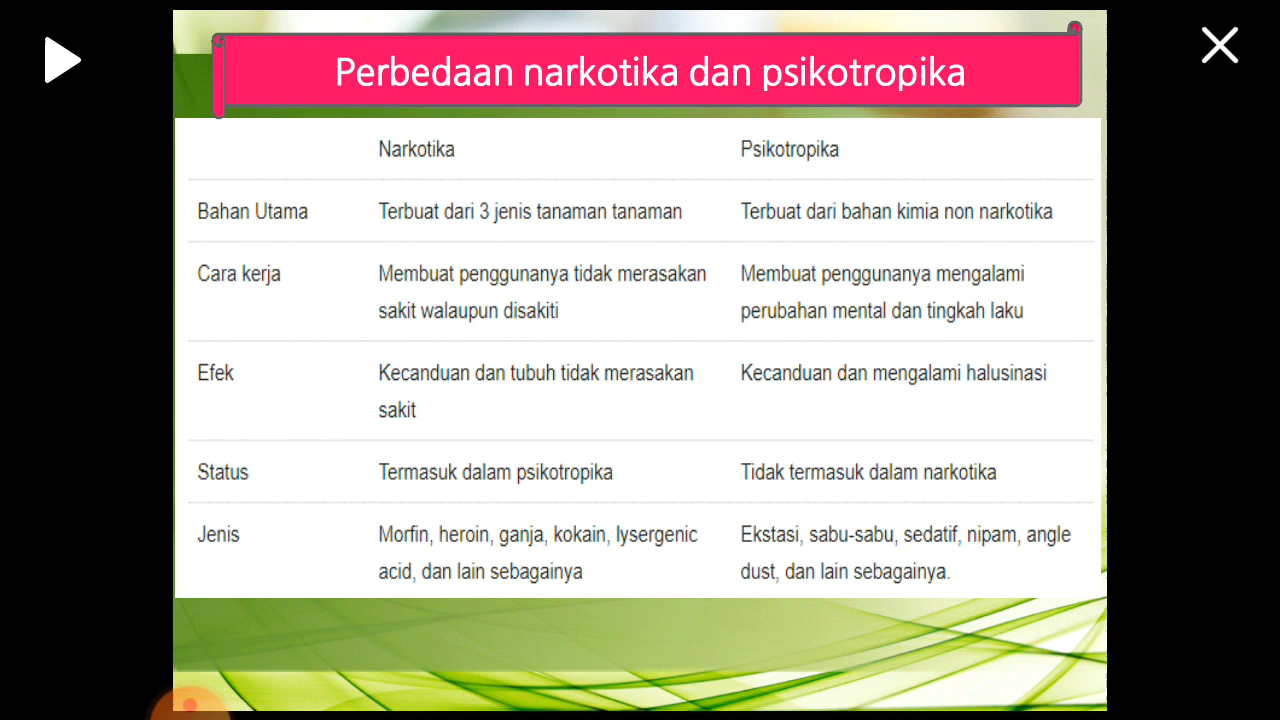 Perbedaan narkotika dan psikotropika
Narkotika Psikotropika
Bahan Utama Terbuat dari 3 jenis tanaman tanaman Terbuat dari bahan kimia non narkotika
Cara kerja Membuat penggunanya tidak merasakan Membuat penggunanya mengalami
sakit walaupun disakiti perubahan mental dan tingkah laku
Efek Kecanduan dan tubuh tidak merasakan Kecanduan dan mengalami halusinasi
sakit
Status Termasuk dalam psikotropika Tidak termasuk dalam narkotika
Jenis Morfin, heroin, ganja, kokain, lysergenic Ekstasi, sabu-sabu, sedatif, nipam, angle
acid, dan lain sebagainya dust, dan lain sebagainya.